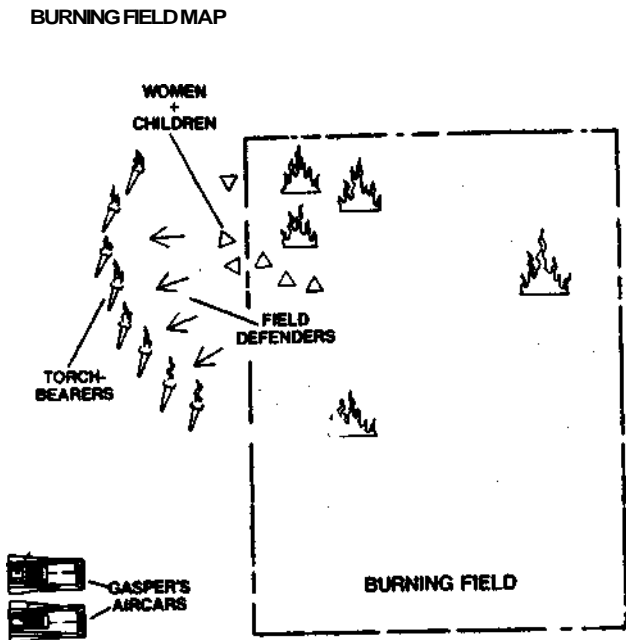 BURNING FIELD MAP
WOMEN
+
CHILDREN
FIELD
DEFENDERS
TORCH-
BEARERS
GASPER'S
AIRCARS
BURNING FIELD